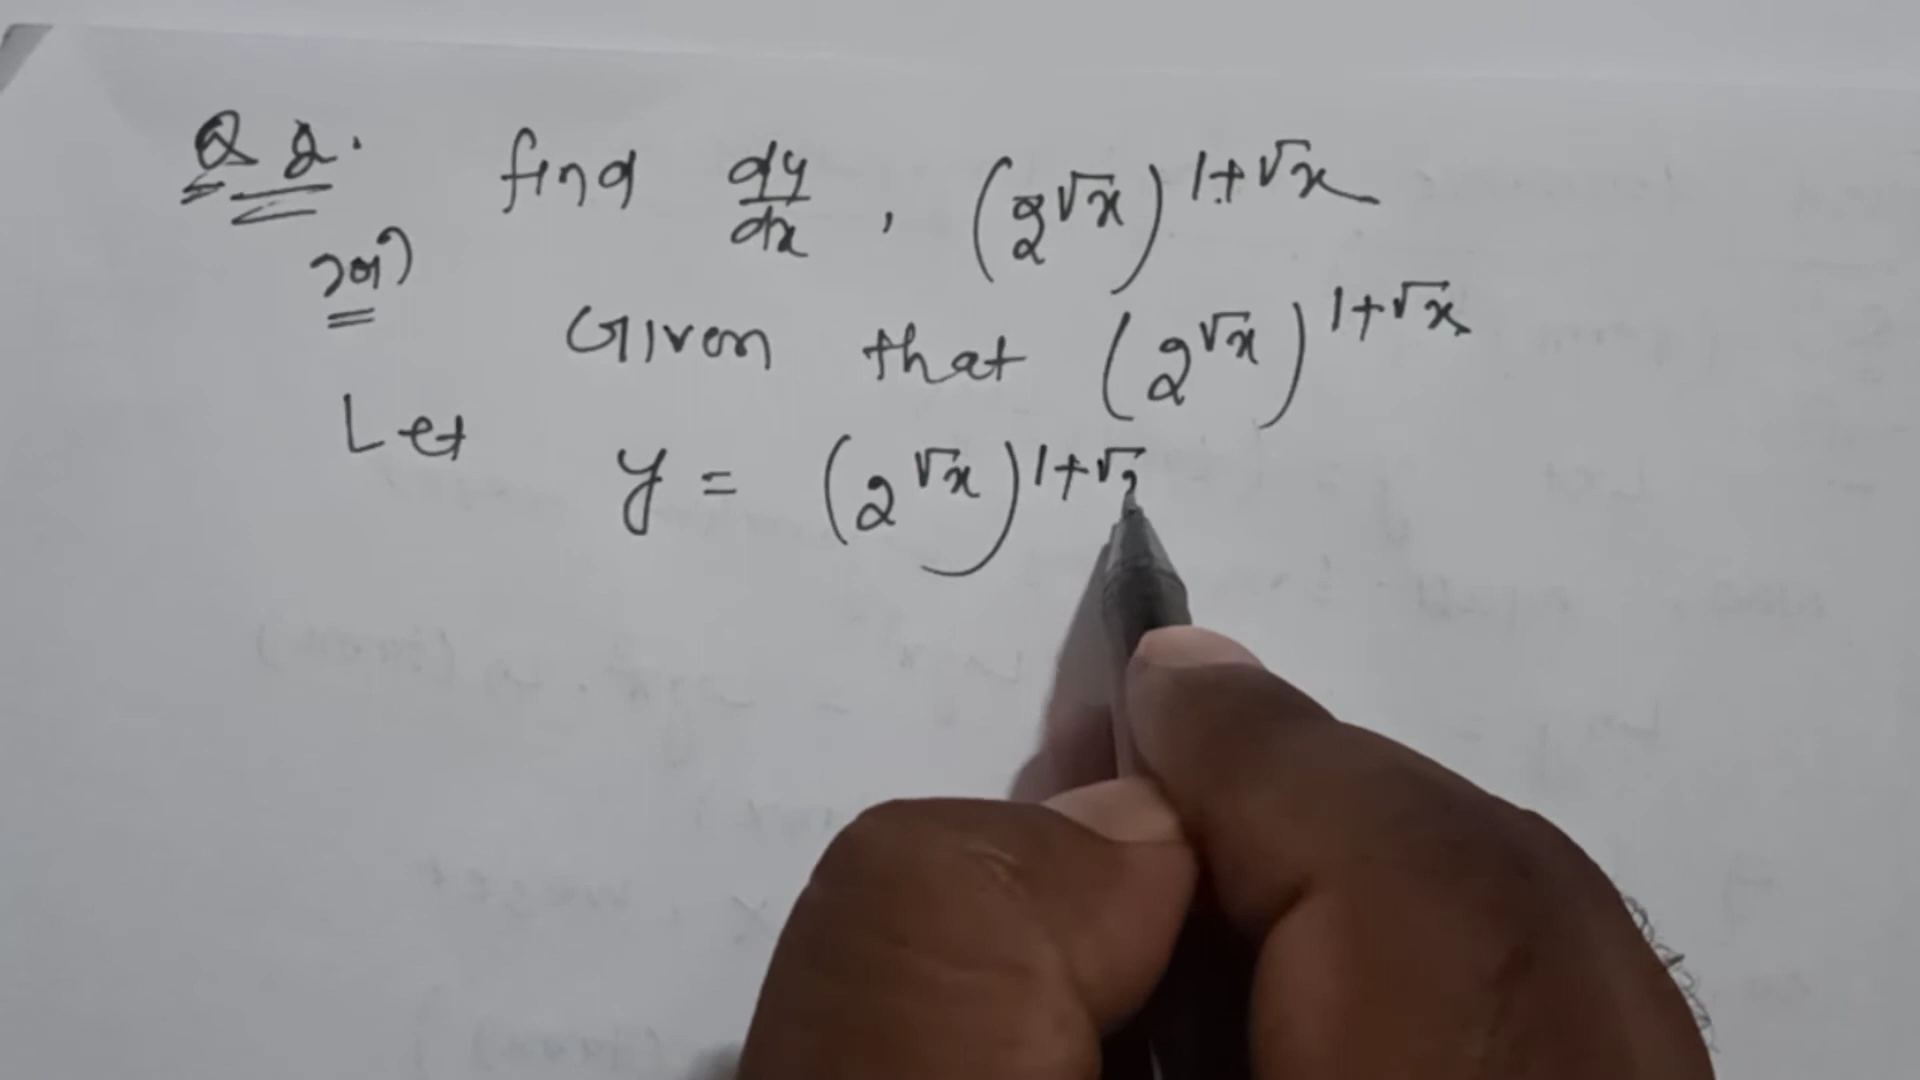 Q 2. find dy/dx, (2^√x)^1+√x
Sol)
Given that (2^√x)^1+√x
Let
y = (2^√x)^1+√